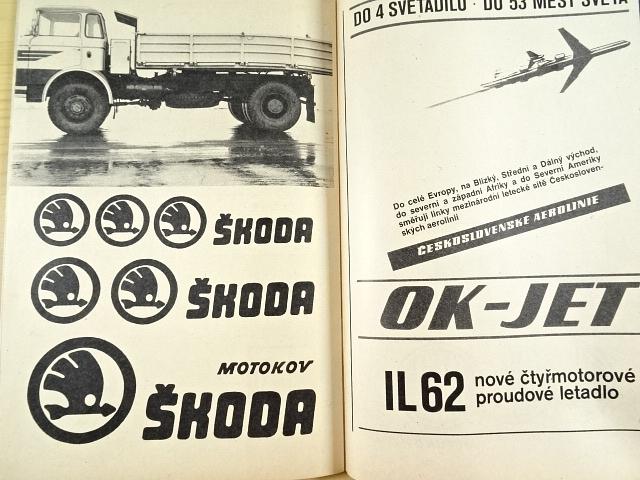 ŠKODA
ŠKODA
MOTOKOV
ŠKODA
DO 4 SVĚTADÍLŮ · DO 53 MĚST SVĚTA
Do celé Evropy, na Blízký, Střední a Dálný východ,
do severní a západní Afriky a do Severní Ameriky
směřují linky mezinárodní letecké sítě Českosloven-
ských aerolinií
ČESKOSLOVENSKÉ AEROLINIE
OK-JET
IL 62 nové čtyřmotorové
proudové letadlo